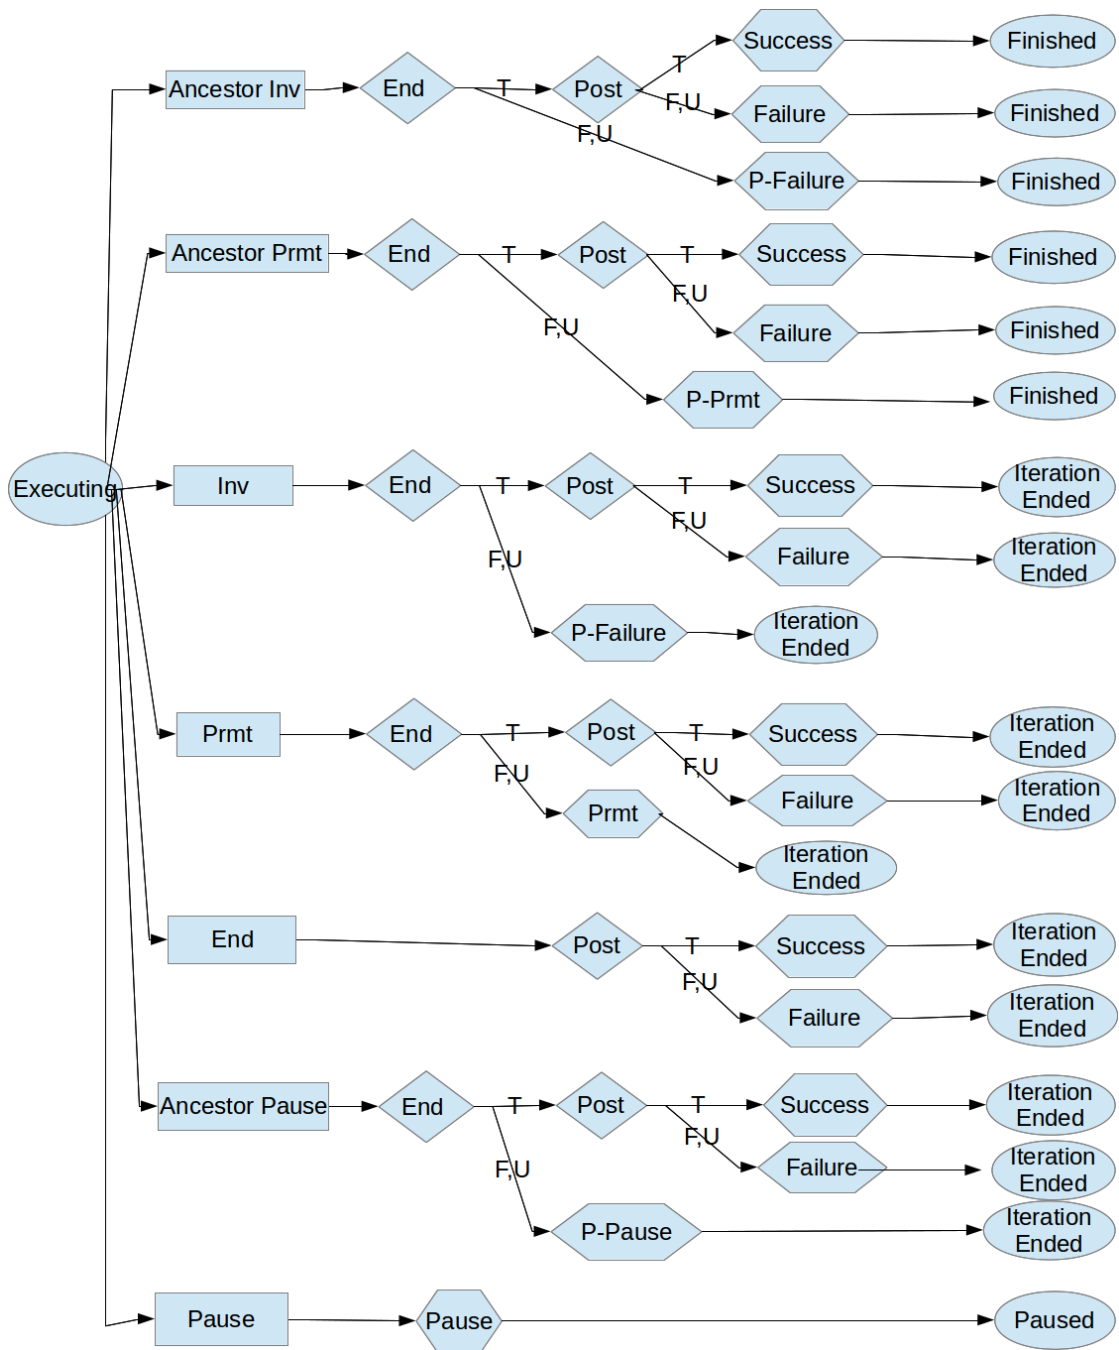 Success
Finished
Ancestor Inv
End
T
Post
T
F,U
Failure
Finished
F,U
P-Failure
Finished
Ancestor Prmt
End
T
Post
T
Success
Finished
F,U
F,U
Failure
Finished
P-Prmt
Finished
Executing
Inv
End
T
Post
T
Success
Iteration
Ended
F,U
F,U
Failure
Iteration
Ended
P-Failure
Iteration
Ended
Prmt
End
T
Post
T
Success
Iteration
Ended
F,U
F,U
Prmt
Failure
Iteration
Ended
Iteration
Ended
End
Post
T
Success
Iteration
Ended
F,U
Failure
Iteration
Ended
Ancestor Pause
End
T
Post
T
Success
Iteration
Ended
F,U
F,U
Failure
Iteration
Ended
P-Pause
Iteration
Ended
Pause
Pause
Paused